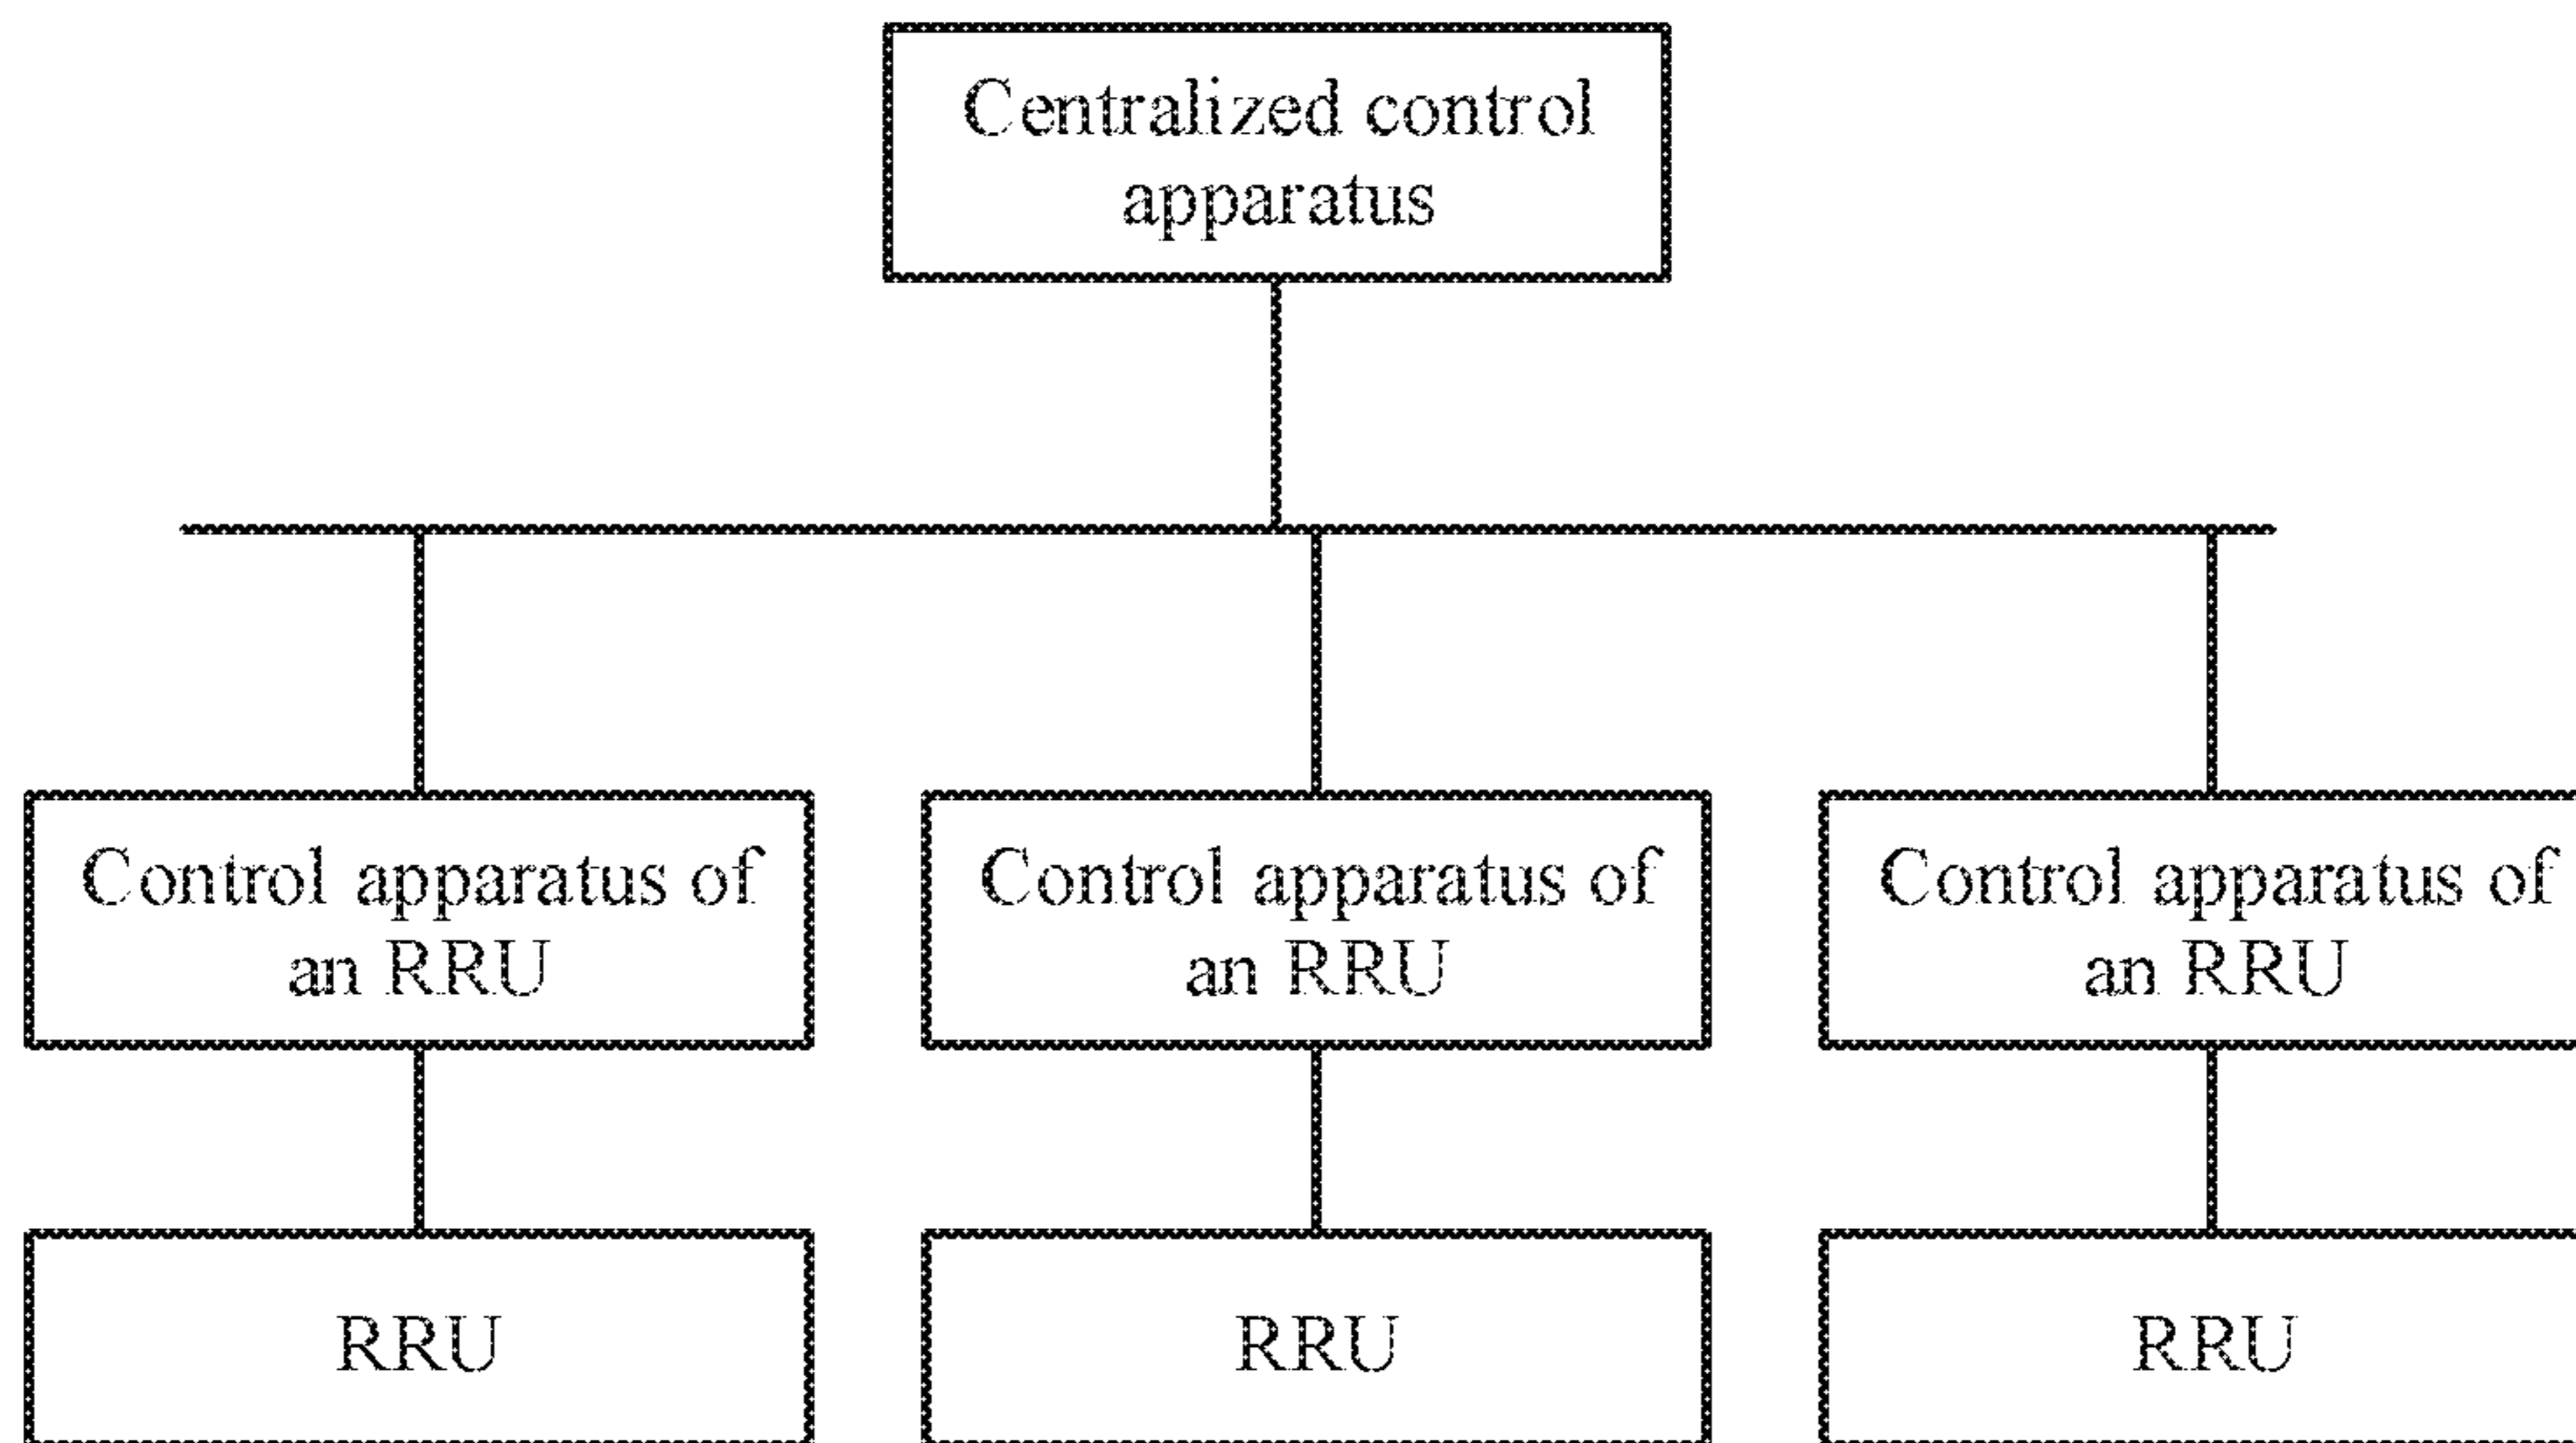 Centralized control
apparatus
Control apparatus of
an RRU
Control apparatus of
an RRU
Control apparatus of
an RRU
RRU
RRU
RRU